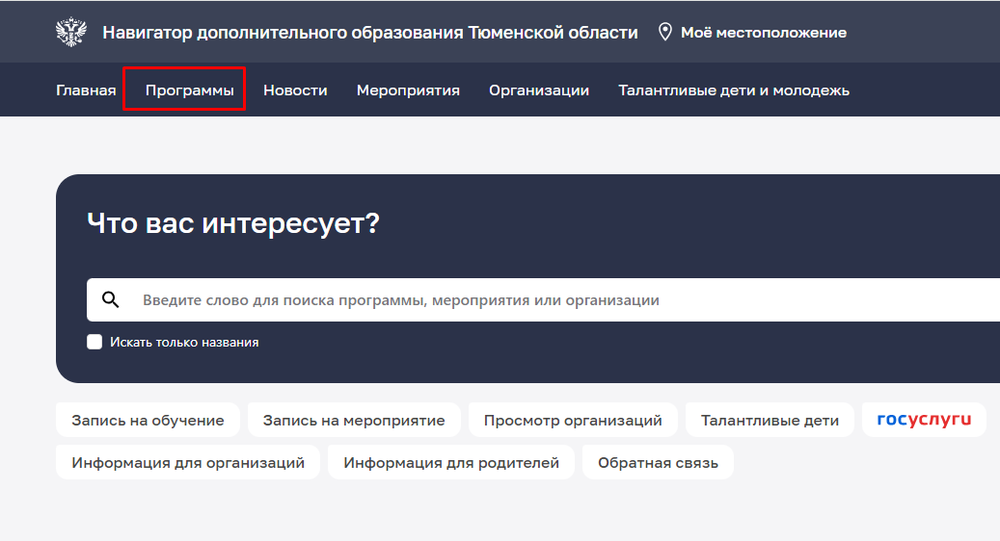 Навигатор дополнительного образования Тюменской области Моё местоположение
Главная Программы Новости Мероприятия Организации Талантливые дети и молодежь
Что вас интересует?
Введите слово для поиска программы, мероприятия или организации
Искать только названия
Запись на обучение Запись на мероприятие Просмотр организаций Талантливые дети госуслуги
Информация для организаций Информация для родителей Обратная связь